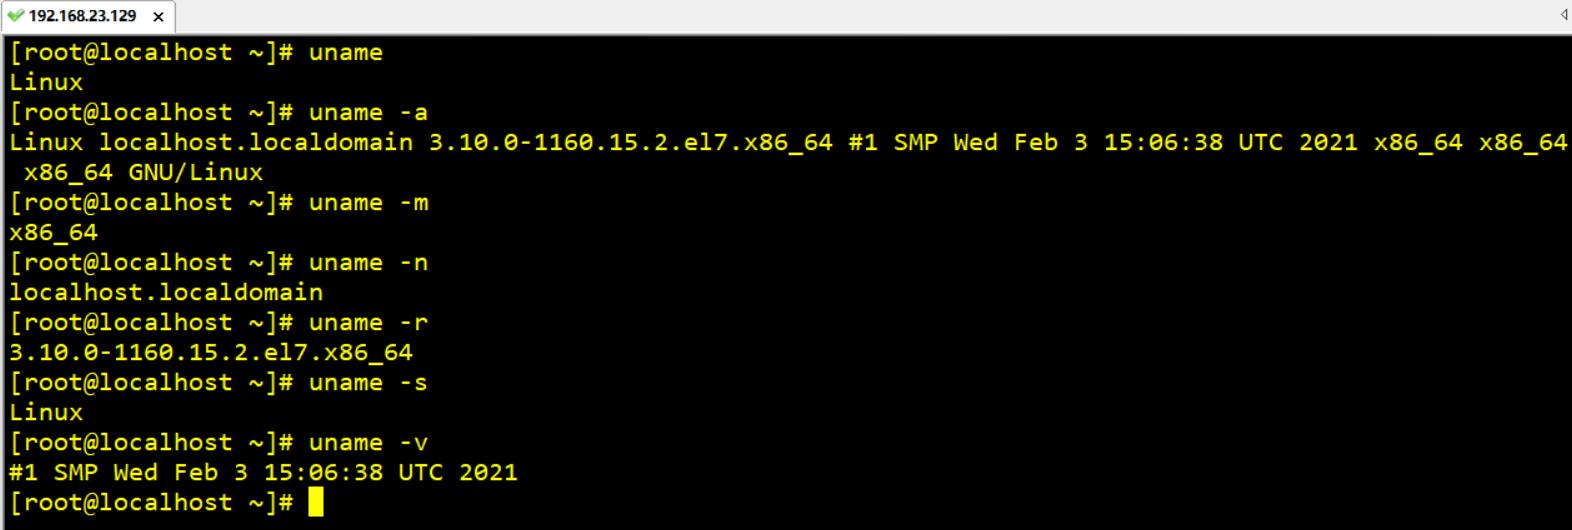 192.168.23.129
[root@localhost ~]# uname
Linux
[root@localhost ~]# uname -a
Linux localhost.localdomain 3.10.0-1160.15.2.el7.x86_64 #1 SMP Wed Feb 3 15:06:38 UTC 2021 x86_64 x86_64
x86_64 GNU/Linux
[root@localhost ~]# uname -m
x86_64
[root@localhost ~]# uname -n
localhost.localdomain
[root@localhost ~]# uname -r
3.10.0-1160.15.2.el7.x86_64
[root@localhost ~]# uname -s
Linux
[root@localhost ~]# uname -v
#1 SMP Wed Feb 3 15:06:38 UTC 2021
[root@localhost ~]#